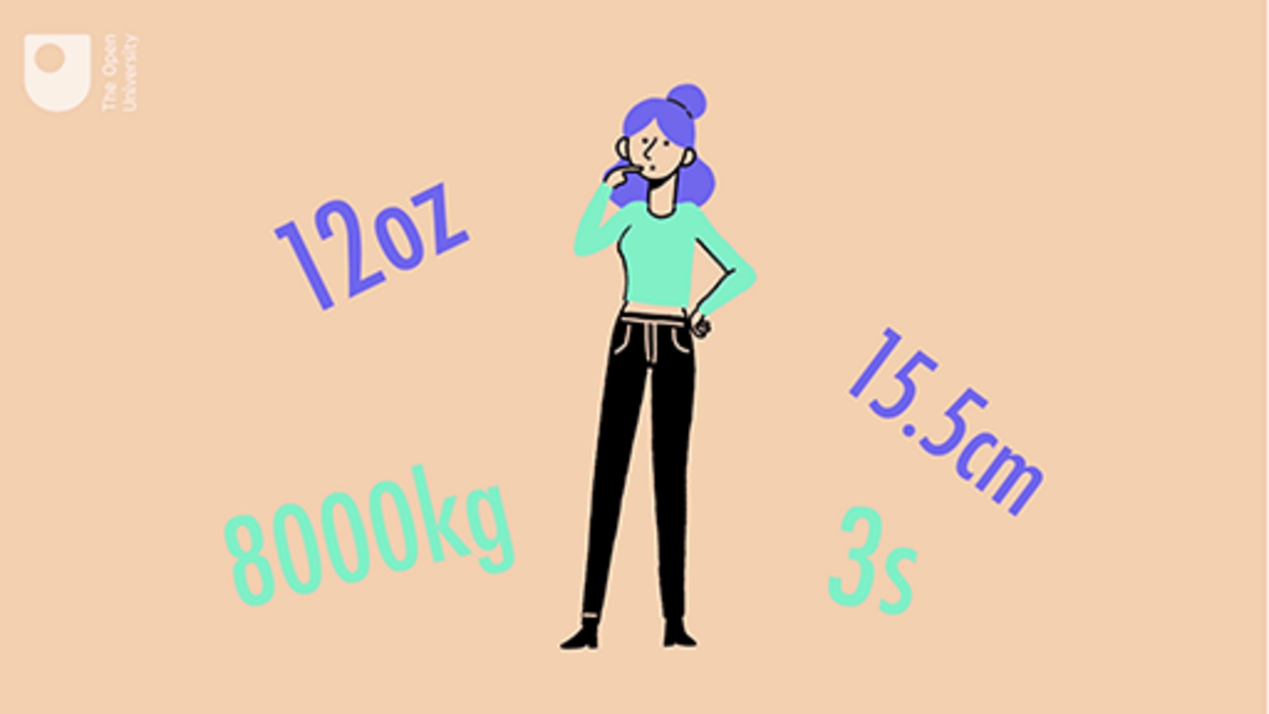 The Open
University
12oz
15.5cm
8000kg
3s